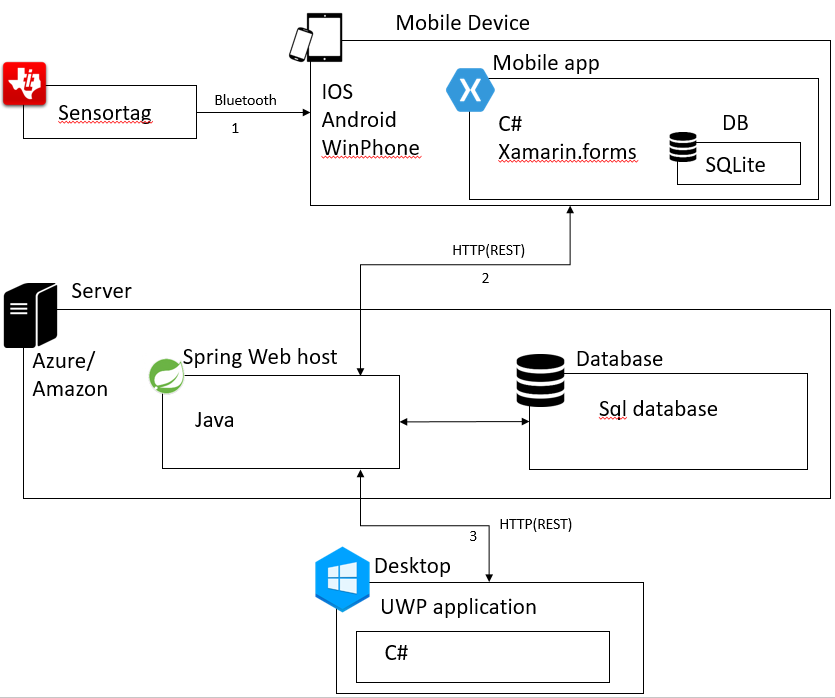 Mobile Device
Mobile app
Sensortag
Bluetooth
1
IOS
Android
WinPhone
C#
Xamarin.forms
DB
SQLite
HTTP(REST)
2
Server
Azure/
Amazon
Spring Web host
Java
Database
Sql database
HTTP(REST)
3
Desktop
UWP application
C#